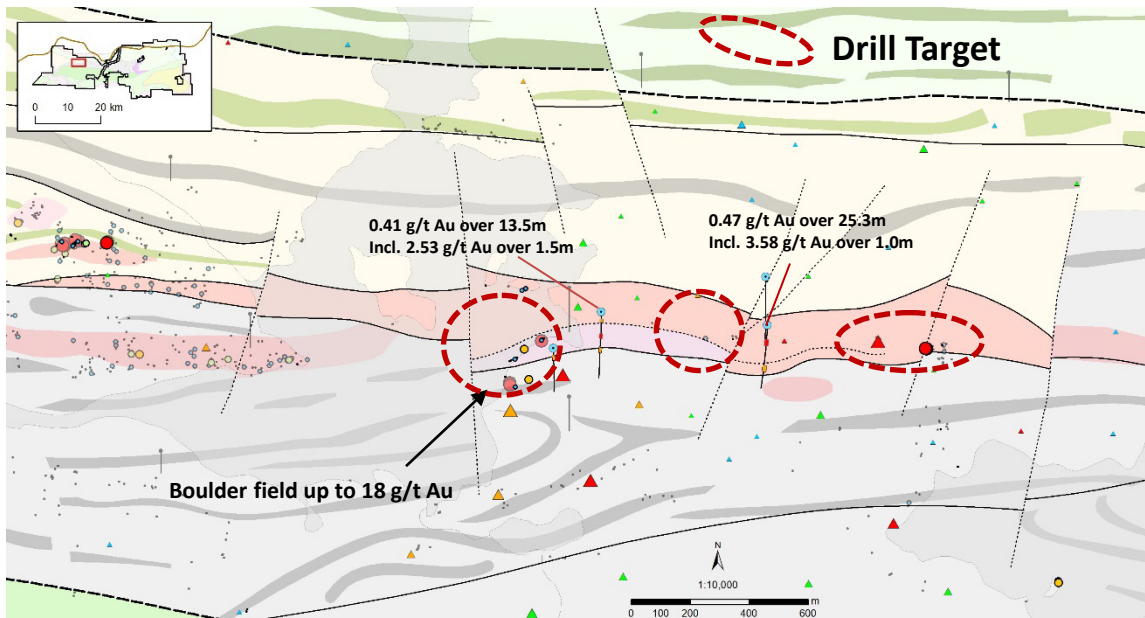 Drill Target
0 10 20 km
0.41 g/t Au over 13.5m
Incl. 2.53 g/t Au over 1.5m
0.47 g/t Au over 25.3m
Incl. 3.58 g/t Au over 1.0m
Boulder field up to 18 g/t Au
N
1:10,000
m
0 100 200 400 600